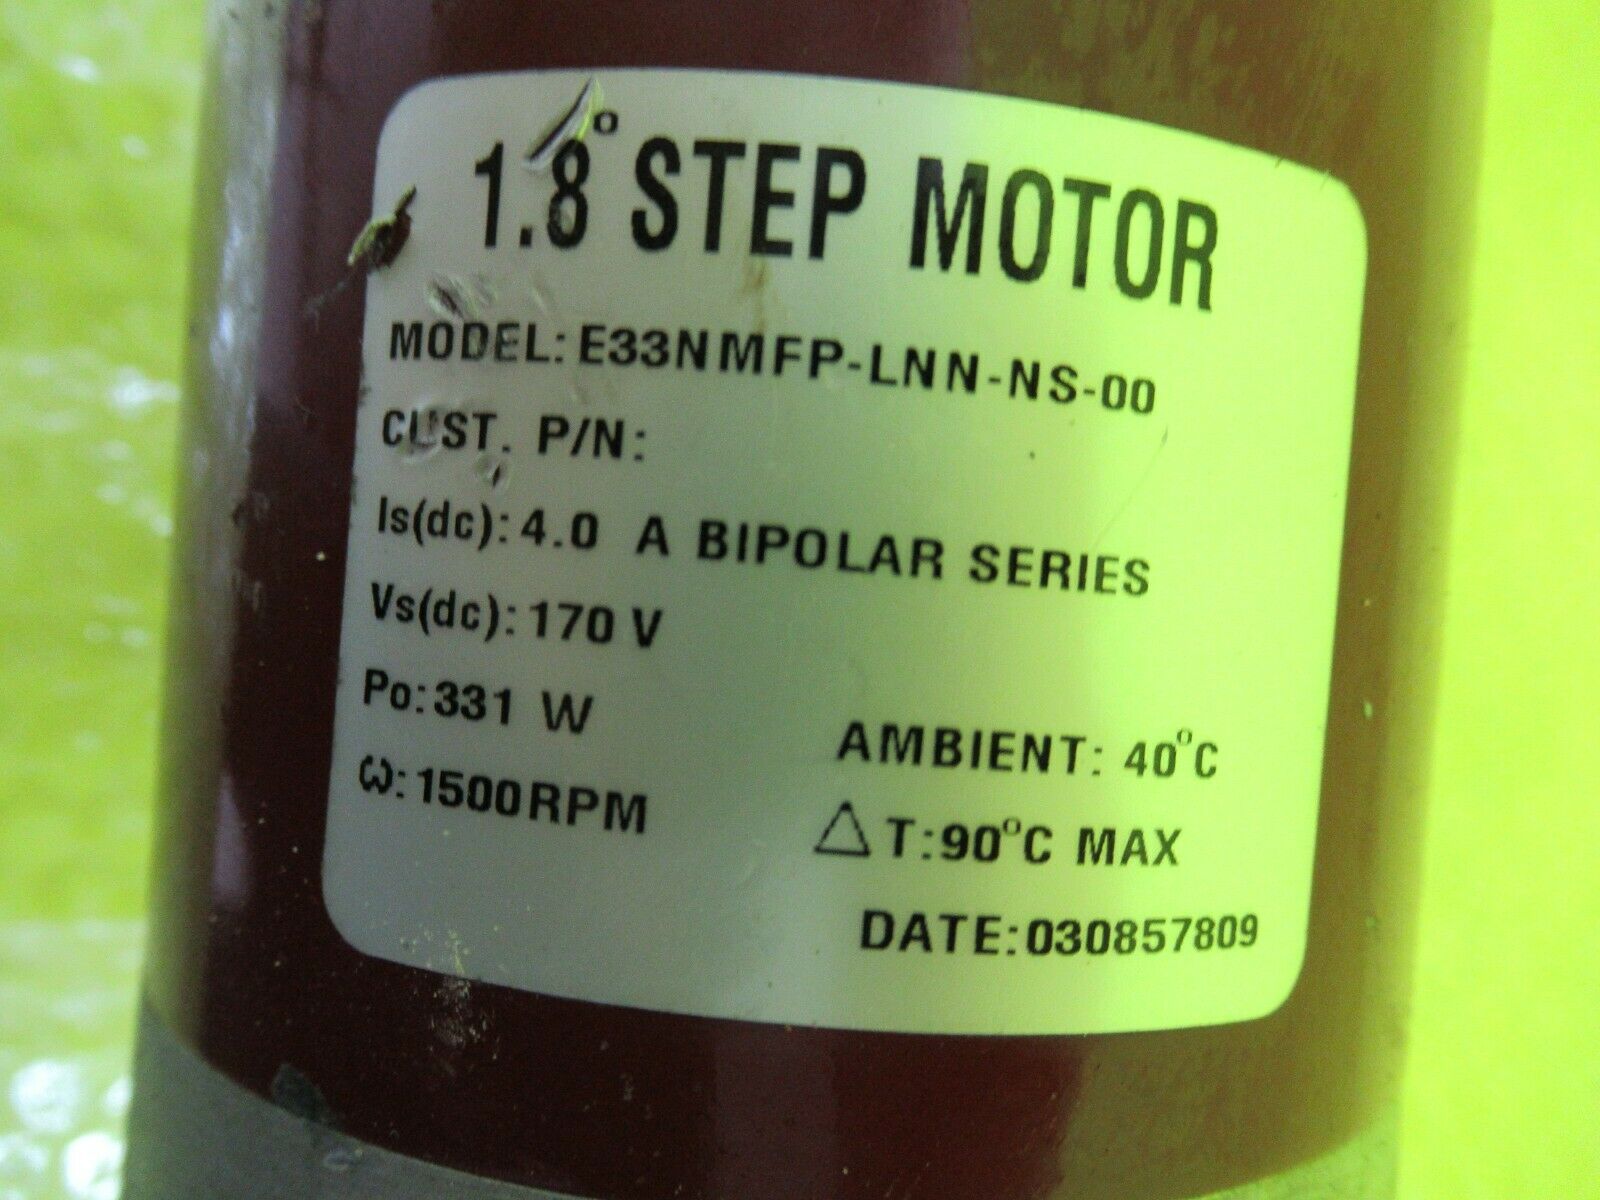 1.8° STEP MOTOR
MODEL: E33NMFP-LNN-NS-00
CUST. P/N:
Is(dc): 4.0 A BIPOLAR SERIES
Vs(dc): 170 V
Po: 331 W
ω: 1500RPM
AMBIENT: 40°C
△T: 90°C MAX
DATE: 030857809